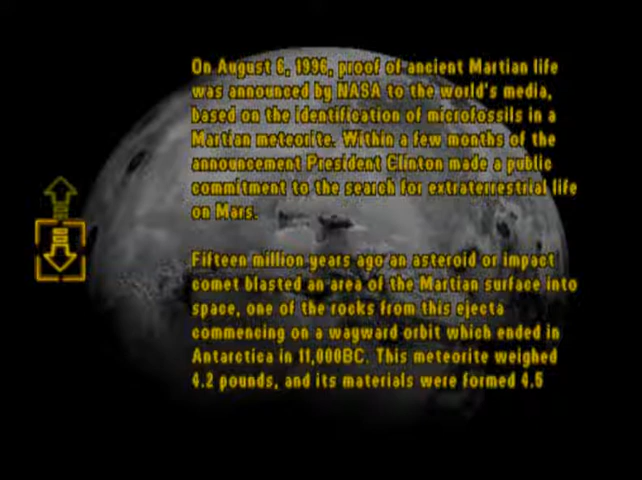 On August 6, 1996, proof of ancient Martian life
was announced by NASA to the world's media,
based on the identification of microfossils in a
Martian meteorite. Within a few months of the
announcement President Clinton made a public
commitment to the search for extraterrestrial life
on Mars.
Fifteen million years ago an asteroid or impact
comet blasted an area of the Martian surface into
space, one of the rocks from this ejecta
commencing on a wayward orbit which ended in
Antarctica in 11,000BC. This meteorite weighed
4.2 pounds, and its materials were formed 4.5